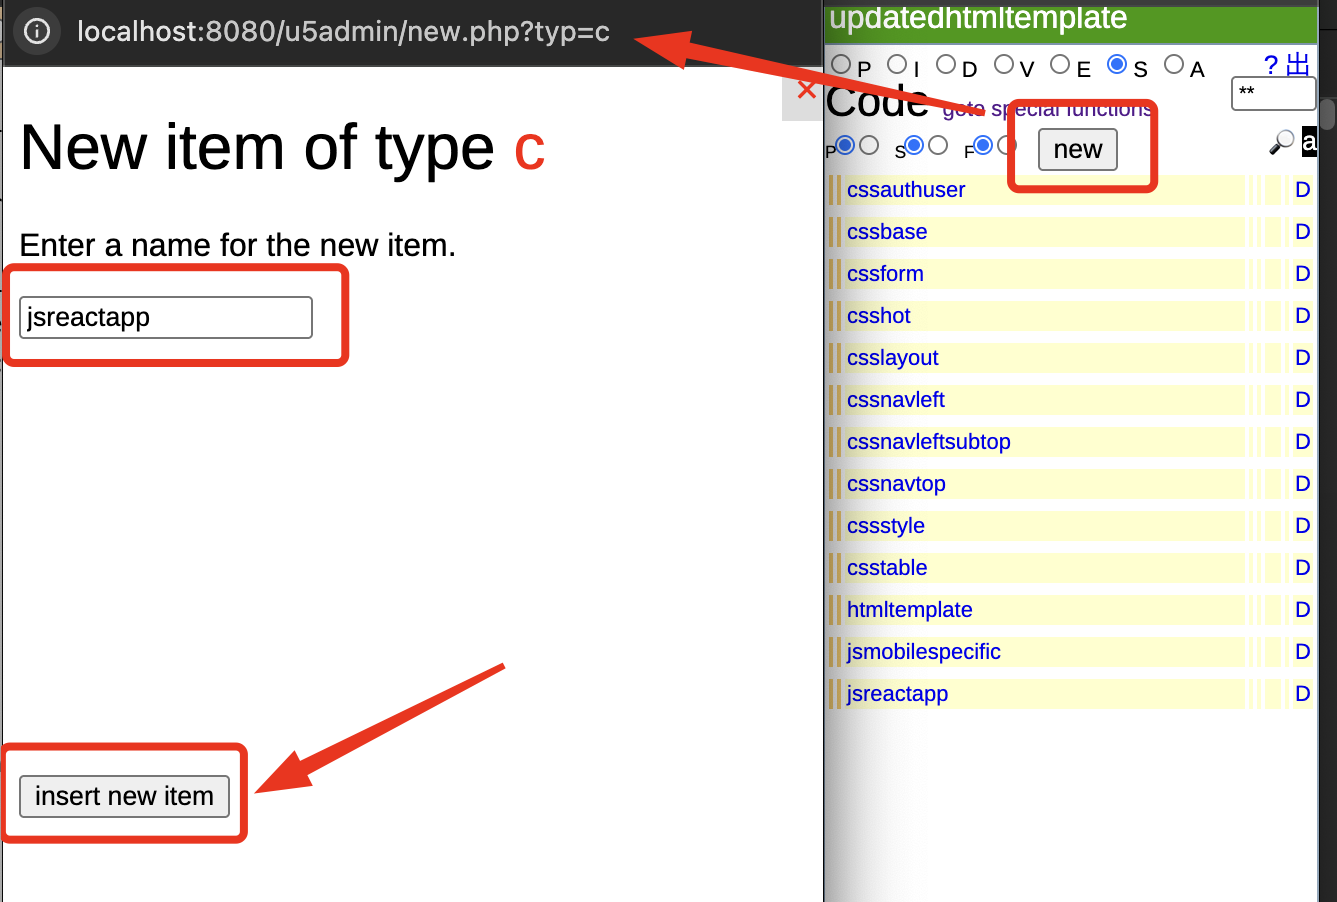 localhost:8080/u5admin/new.php?typ=c
New item of type c
Enter a name for the new item.
jsreactapp
insert new item
updatedhtmltemplate
P I D V E S A ? 出
Code goto special functions **
P S F new 🔎 a
cssauthuser D
cssbase D
cssform D
csshot D
csslayout D
cssnavleft D
cssnavleftsubtop D
cssnavtop D
cssstyle D
csstable D
htmltemplate D
jsmobilespecific D
jsreactapp D